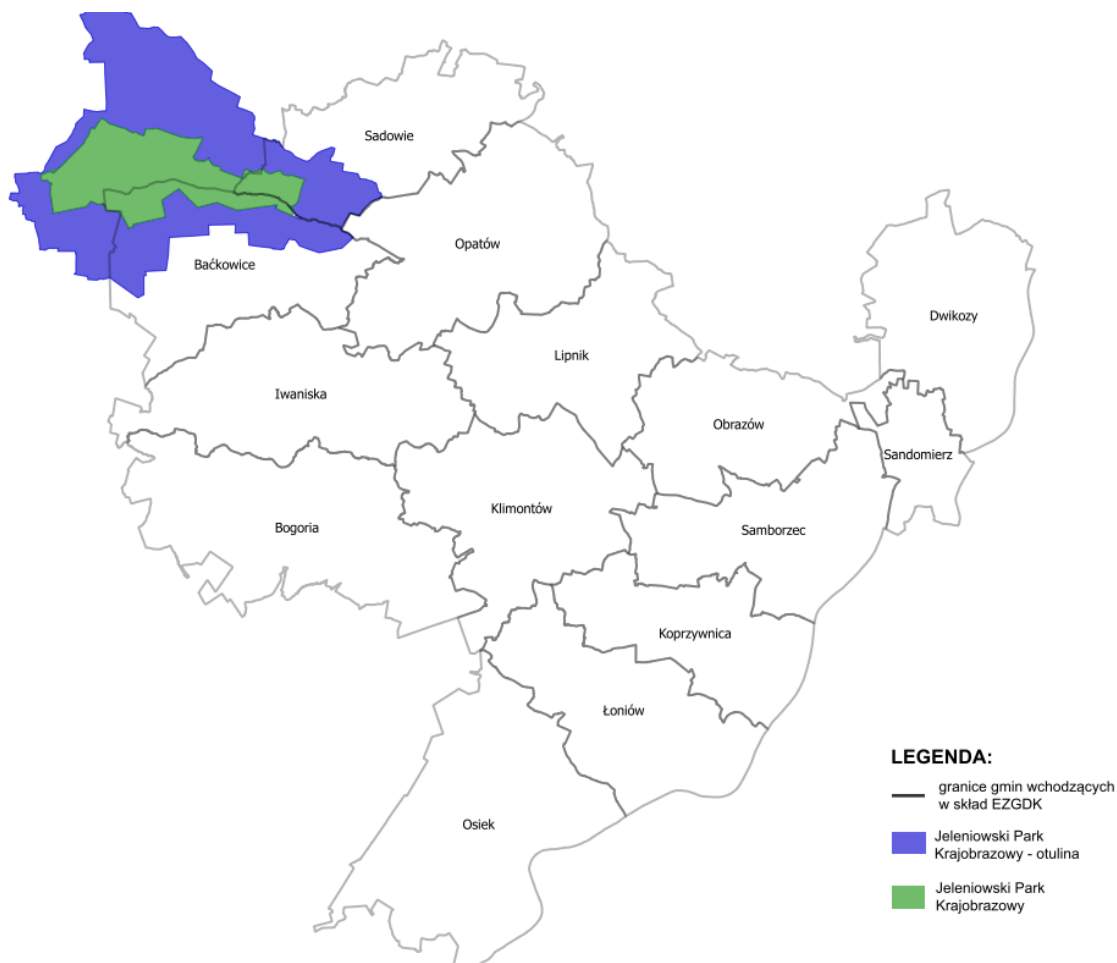 Sadowie
Opatów
Baćkowice
Dwikozy
Lipnik
Iwaniska
Obrazów
Sandomierz
Klimontów
Bogoria
Samborzec
Koprzywnica
Łoniów
Osiek
LEGENDA:
granice gmin wchodzących
w skład EZGDK
Jeleniowski Park
Krajobrazowy - otulina
Jeleniowski Park
Krajobrazowy